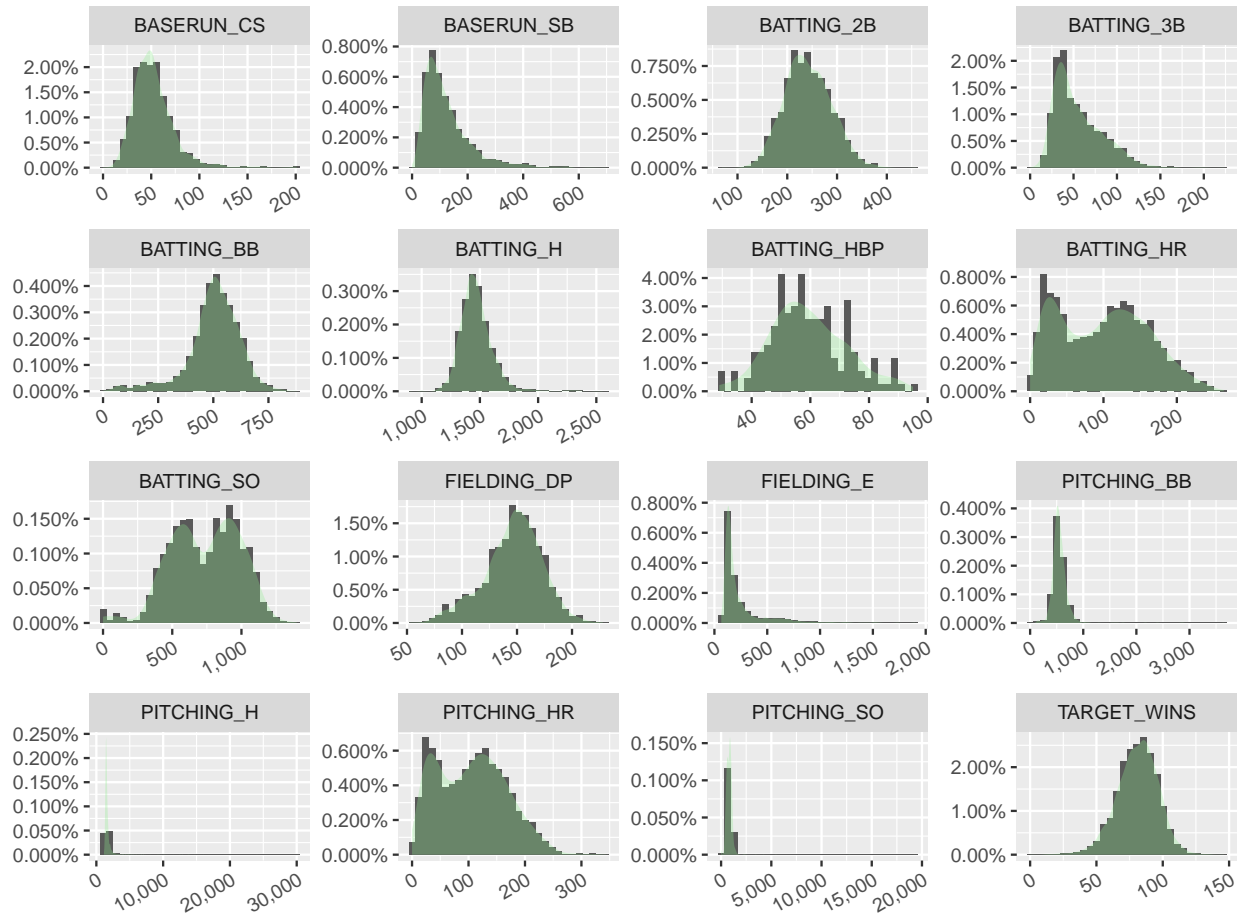 BASERUN_CS BASERUN_SB BATTING_2B BATTING_3B
2.00% 0.800% 0.750% 2.00%
1.50% 0.600% 0.500% 1.50%
1.00% 0.400% 0.250% 1.00%
0.50% 0.200% 0.000% 0.50%
0.00% 0.000% 0.00%
0 50 100 150 200 0 200 400 600 100 200 300 400 0 50 100 150 200
BATTING_BB BATTING_H BATTING_HBP BATTING_HR
0.400% 0.300% 4.00% 0.800%
0.300% 0.200% 3.00% 0.600%
0.200% 0.100% 2.00% 0.400%
0.100% 0.000% 1.00% 0.200%
0.000% 0.00% 0.000%
0 250 500 750 1,000 1,500 2,000 2,500 40 60 80 100 0 100 200
BATTING_SO FIELDING_DP FIELDING_E PITCHING_BB
0.150% 1.50% 0.800% 0.400%
0.100% 1.00% 0.600% 0.300%
0.050% 0.50% 0.400% 0.200%
0.000% 0.00% 0.200% 0.100%
0.000% 0.000%
0 500 1,000 50 100 150 200 0 500 1,000 1,500 2,000 0 1,000 2,000 3,000
PITCHING_H PITCHING_HR PITCHING_SO TARGET_WINS
0.250% 0.600% 0.150% 2.00%
0.200% 0.400% 0.100% 1.00%
0.150% 0.200% 0.050% 0.00%
0.100% 0.000% 0.000%
0.050%
0.000%
0 10,000 20,000 30,000 0 100 200 300 0 5,000 10,000 15,000 20,000 0 50 100 150